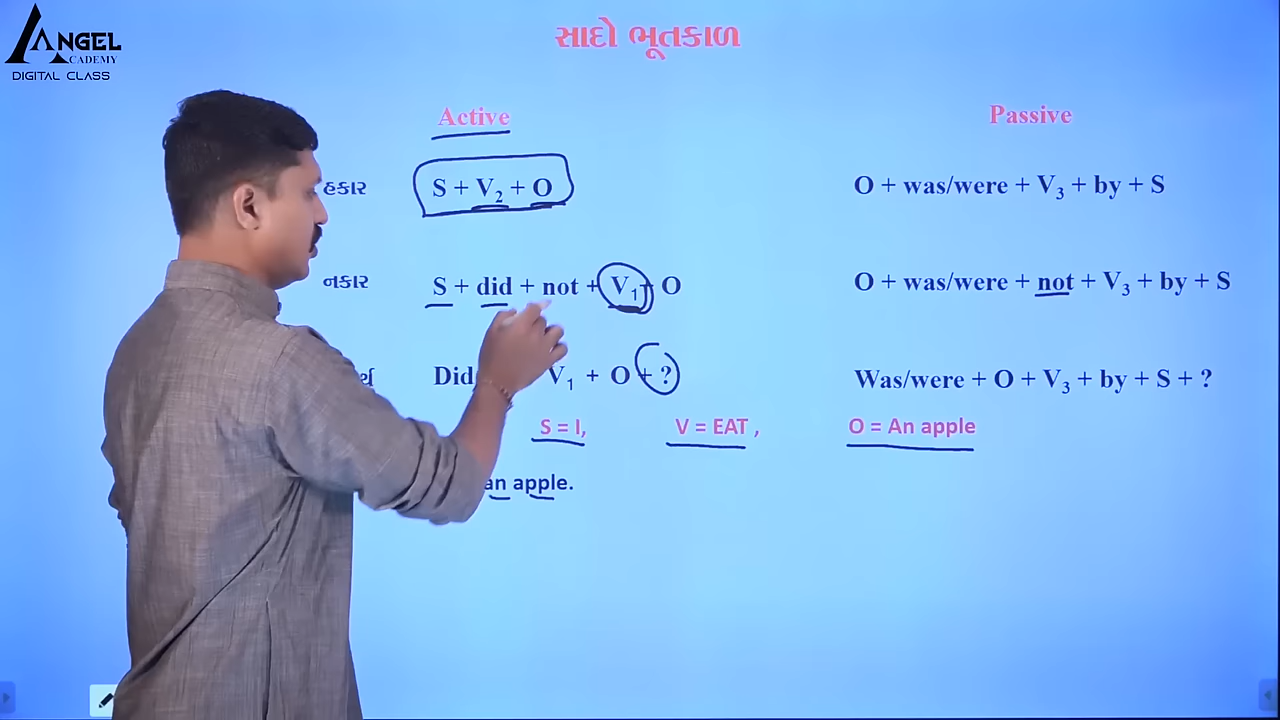 ANGEL
ACADEMY
DIGITAL CLASS
સાદો ભૂતકાળ
Active Passive
હકાર S + V2 + O O + was/were + V3 + by + S
નકાર S + did + not + V1 + O O + was/were + not + V3 + by + S
Did V1 + O + ? Was/were + O + V3 + by + S + ?
S = I, V = EAT , O = An apple
an apple.